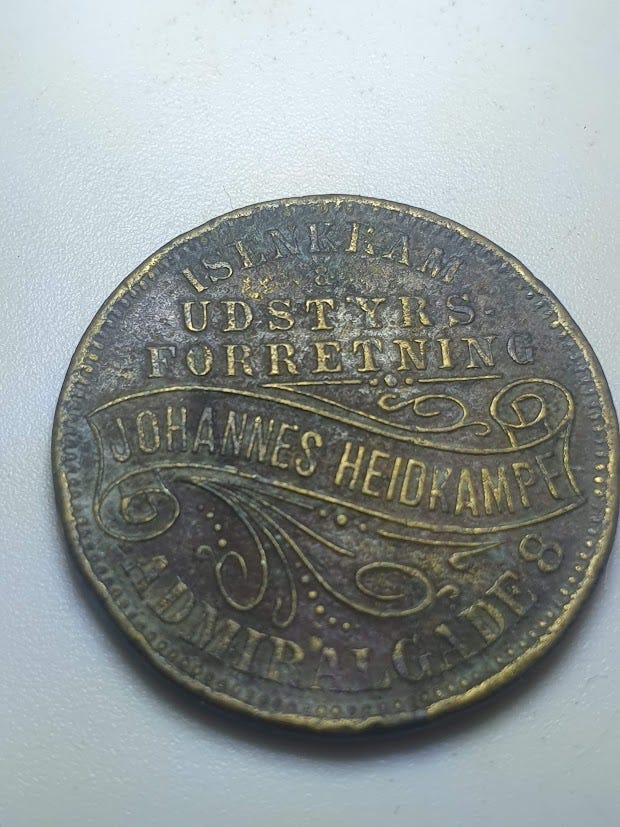 ISENKRAM
&
UDSTYRS-
FORRETNING
JOHANNES HEIDKAMPF
ADMIRALGADE 8